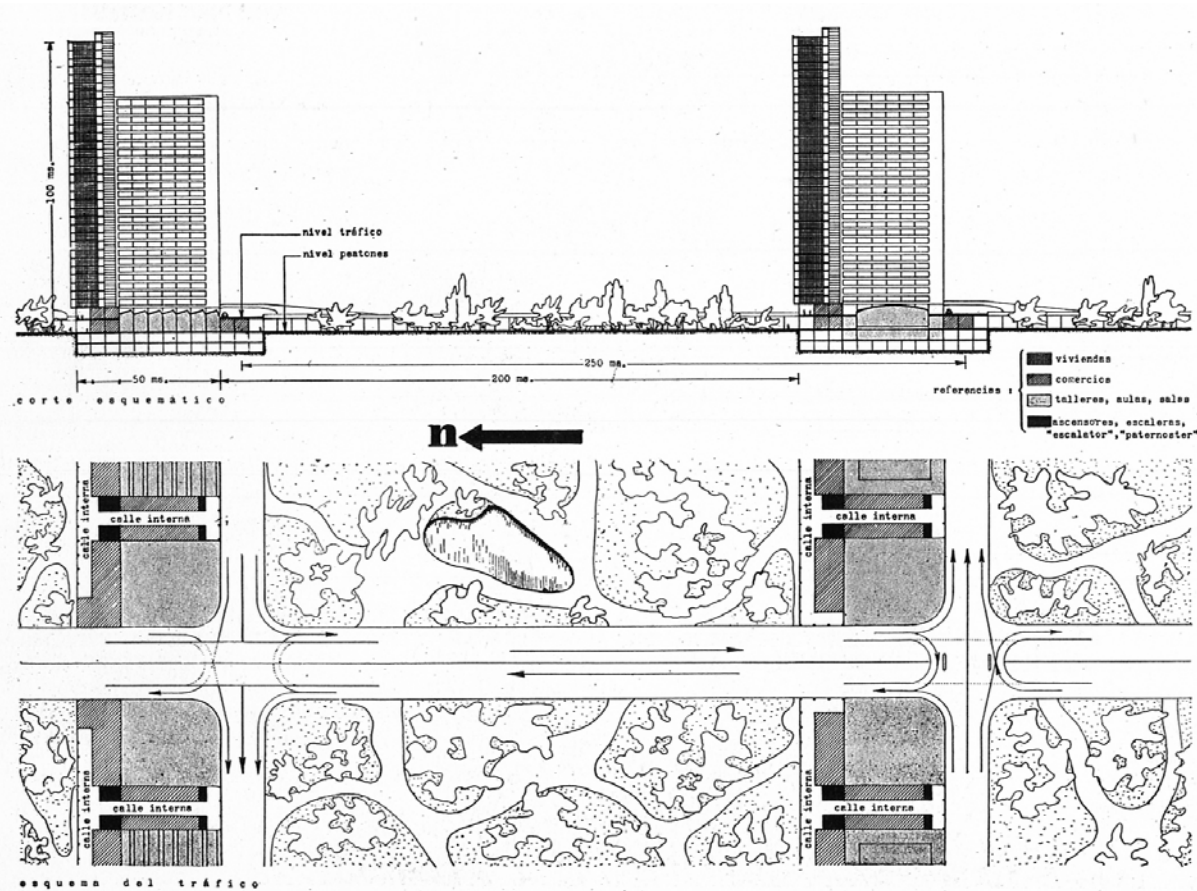 100 ms.
nivel tráfico
nivel peatones
250 ms.
50 ms.
200 ms.
corte esquemático
referencias :
viviendas
comercios
talleres, aulas, salas
ascensores, escaleras,
"escalator", "paternoster"
n
calle interna
calle interna
calle interna
calle interna
calle interna
calle interna
calle interna
calle interna
esquema del tráfico